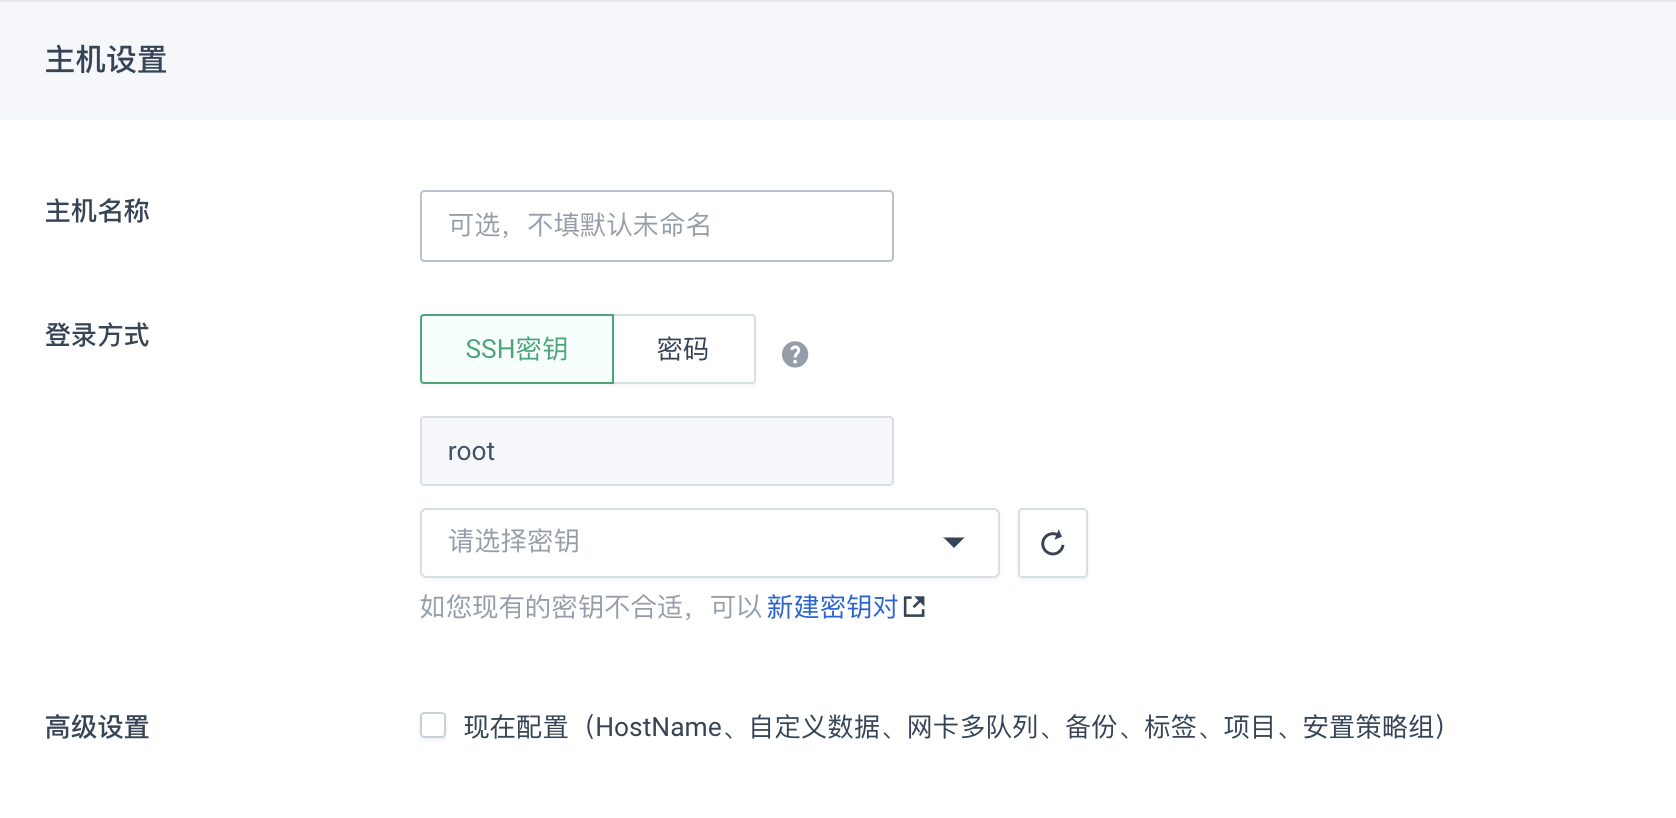 主机设置
主机名称
可选，不填默认未命名
登录方式
SSH密钥 密码 ?
root
请选择密钥
如您现有的密钥不合适，可以 新建密钥对
高级设置
现在配置（HostName、自定义数据、网卡多队列、备份、标签、项目、安置策略组）